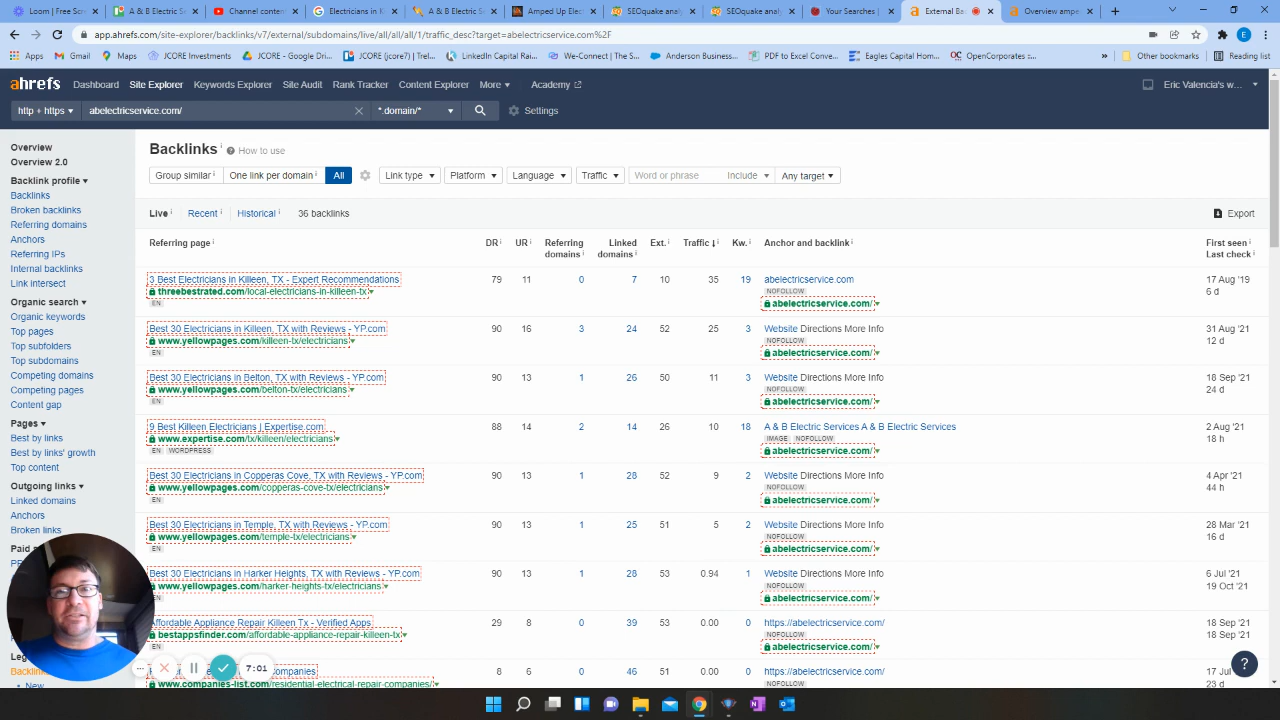 Loom | Free Scre
A & B Electric S
Channel content
Electricians in K
A & B Electric Se
Amped Up Elect
SEOquake analy
SEOquake analy
Your Searches |
External Back
Overview: ampe
app.ahrefs.com/site-explorer/backlinks/v7/external/subdomains/live/all/all/all/1/traffic_desc?target=abelectricservice.com%2F
E
Apps
Gmail
Maps
JCORE Investments
JCORE - Google Dri...
JCORE (jcore7) | Trel...
LinkedIn Capital Rai...
We-Connect | The S...
Anderson Business...
PDF to Excel Conve...
Eagles Canyon Home
OpenCorporates ::...
»
Other bookmarks
Reading list
ahrefs
Dashboard
Site Explorer
Keywords Explorer
Site Audit
Rank Tracker
Content Explorer
More
Academy
Eric Valencia's w...
http + https
abelectricservice.com/
*.domain/*
Settings
Overview
Overview 2.0
Backlink profile
Backlinks
Broken backlinks
Referring domains
Anchors
Referring IPs
Internal backlinks
Link intersect
Organic search
Organic keywords
Top pages
Top subfolders
Top subdomains
Competing domains
Competing pages
Content gap
Pages
Best by links
Best by links' growth
Top content
Outgoing links
Linked domains
Anchors
Broken links
Backlinks
How to use
Group similar
One link per domain
All
Link type
Platform
Language
Traffic
Word or phrase
Include
Any target
Live
Recent
Historical
36 backlinks
Export
Referring page
DR
UR
Referring domains
Linked domains
Ext.
Traffic
Kw.
Anchor and backlink
First seen
Last check
3 Best Electricians in Killeen, TX - Expert Recommendations 79 11 0 7 10 35 19 abelectricservice.com 17 Aug '19
threebestrated.com/local-electricians-in-killeen-tx NOFOLLOW 6 d
EN abelectricservice.com/
Best 30 Electricians in Killeen, TX with Reviews - YP.com 90 16 3 24 52 25 3 Website Directions More Info 31 Aug '21
www.yellowpages.com/killeen-tx/electricians NOFOLLOW 12 d
EN abelectricservice.com/
Best 30 Electricians in Belton, TX with Reviews - YP.com 90 13 1 26 50 11 3 Website Directions More Info 18 Sep '21
www.yellowpages.com/belton-tx/electricians NOFOLLOW 24 d
EN abelectricservice.com/
9 Best Killeen Electricians | Expertise.com 88 14 2 14 26 10 18 A & B Electric Services A & B Electric Services 2 Aug '21
www.expertise.com/tx/killeen/electricians IMAGE NOFOLLOW 18 h
EN WORDPRESS abelectricservice.com/
Best 30 Electricians in Copperas Cove, TX with Reviews - YP.com 90 13 1 28 52 9 2 Website Directions More Info 4 Apr '21
www.yellowpages.com/copperas-cove-tx/electricians NOFOLLOW 44 h
EN abelectricservice.com/
Best 30 Electricians in Temple, TX with Reviews - YP.com 90 13 1 25 51 5 2 Website Directions More Info 28 Mar '21
www.yellowpages.com/temple-tx/electricians NOFOLLOW 16 d
EN abelectricservice.com/
Best 30 Electricians in Harker Heights, TX with Reviews - YP.com 90 13 1 28 53 0.94 1 Website Directions More Info 6 Jul '21
www.yellowpages.com/harker-heights-tx/electricians NOFOLLOW 19 Oct '21
EN abelectricservice.com/
Affordable Appliance Repair Killeen Tx - Verified Apps 29 8 0 39 53 0.00 0 https://abelectricservice.com/ 18 Sep '21
bestappsfinder.com/affordable-appliance-repair-killeen-tx NOFOLLOW 18 Sep '21
abelectricservice.com/
8 6 0 46 51 0.00 0 https://abelectricservice.com/
www.companies-list.com/residential-electrical-repair-companies/ NOFOLLOW 23 d
New
7:01
?